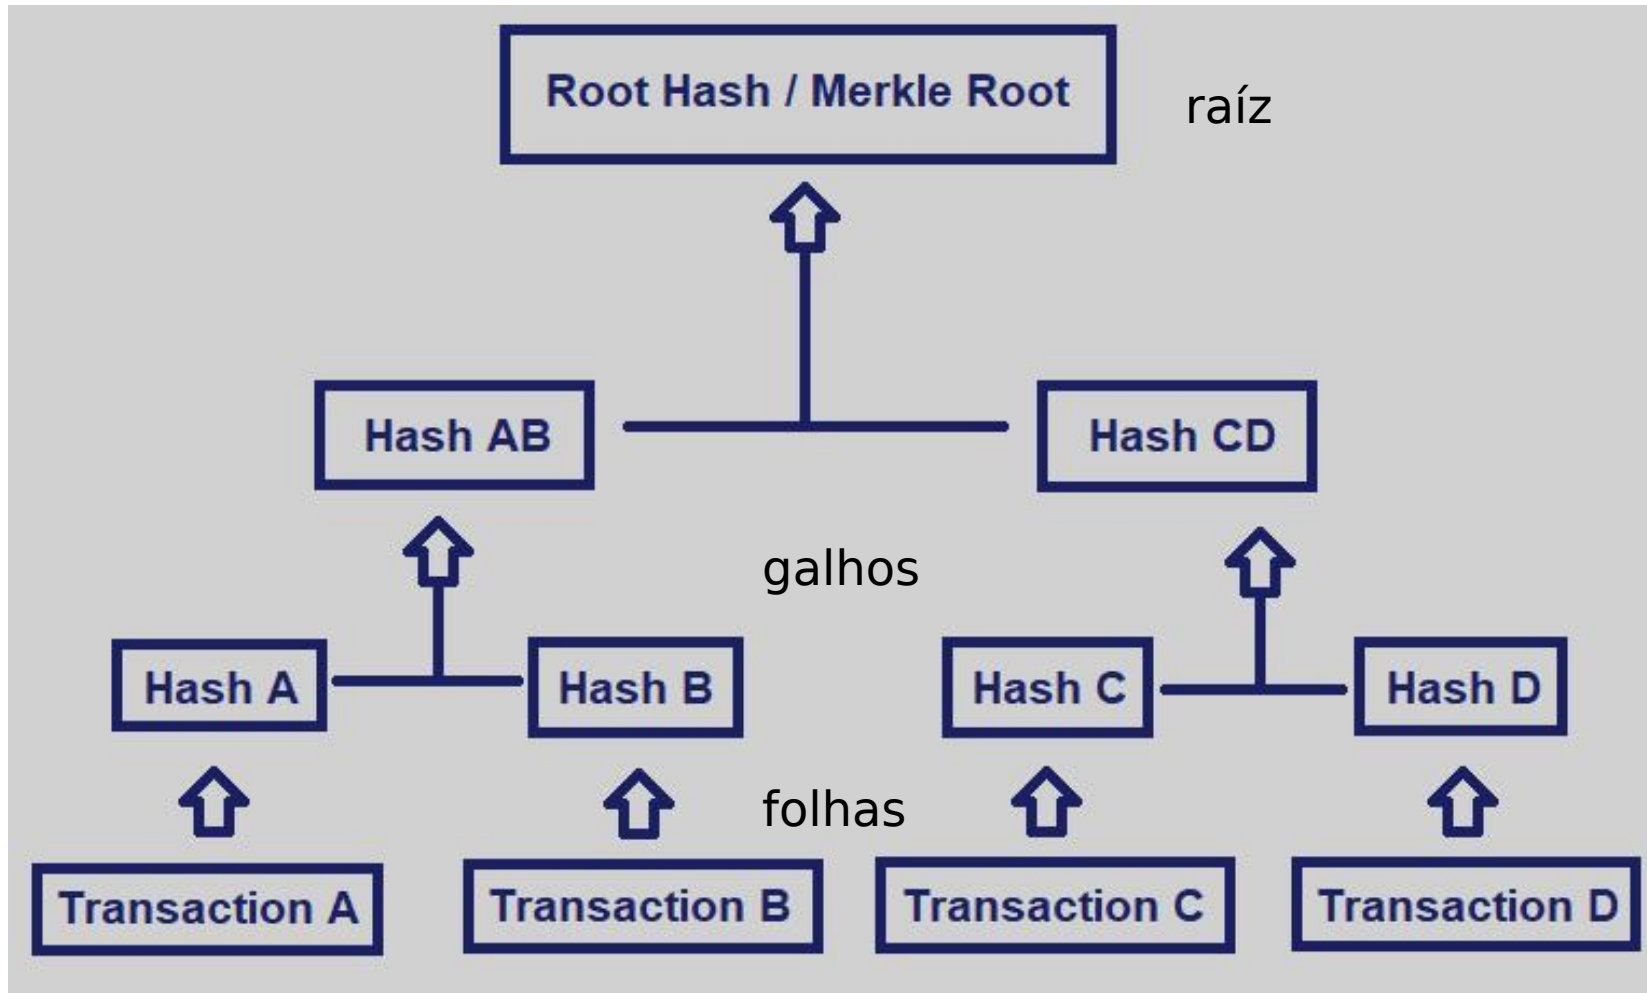 Root Hash / Merkle Root
raíz
Hash AB
Hash CD
galhos
Hash A
Hash B
Hash C
Hash D
folhas
Transaction A
Transaction B
Transaction C
Transaction D